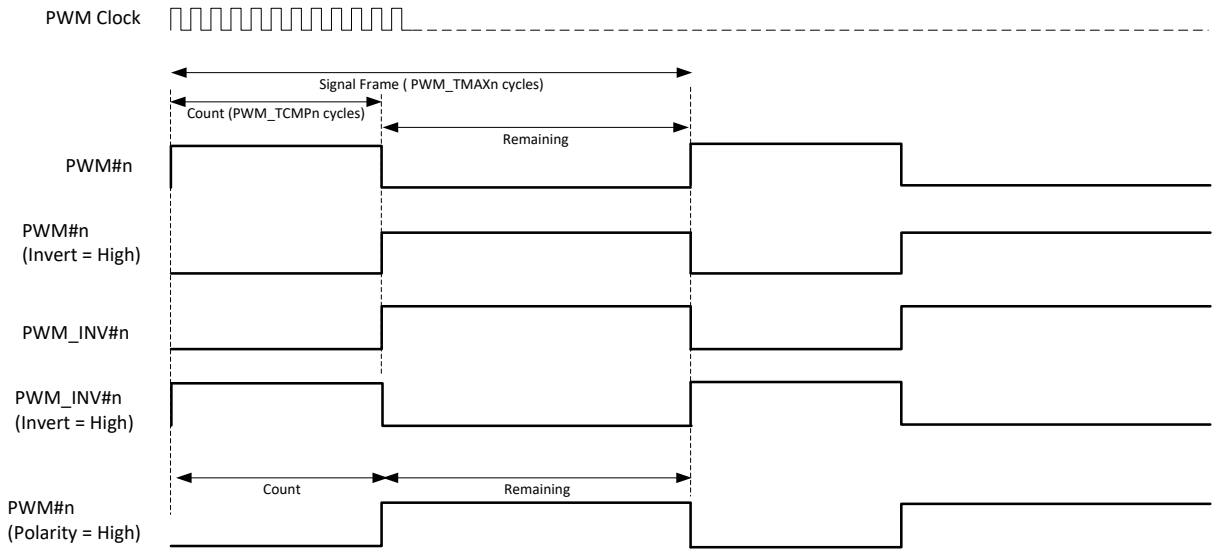 PWM Clock
Signal Frame ( PWM_TMAXn cycles)
Count (PWM_TCMPn cycles)
Remaining
PWM#n
PWM#n
(Invert = High)
PWM_INV#n
PWM_INV#n
(Invert = High)
Count
Remaining
PWM#n
(Polarity = High)